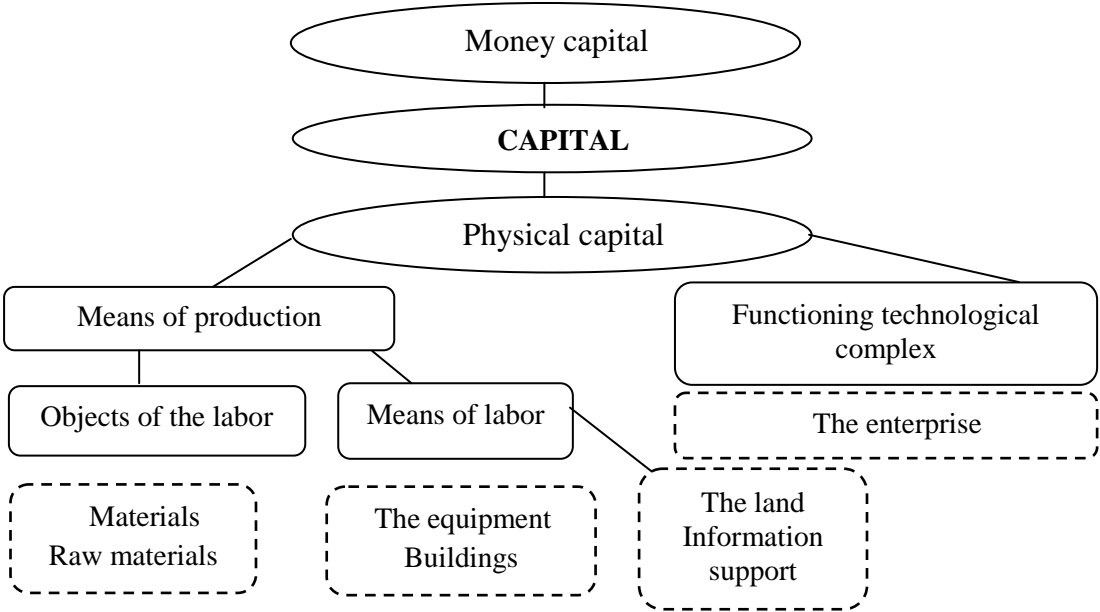 Money capital
CAPITAL
Physical capital
Means of production
Functioning technological
complex
Objects of the labor
Means of labor
The enterprise
Materials
Raw materials
The equipment
Buildings
The land
Information
support